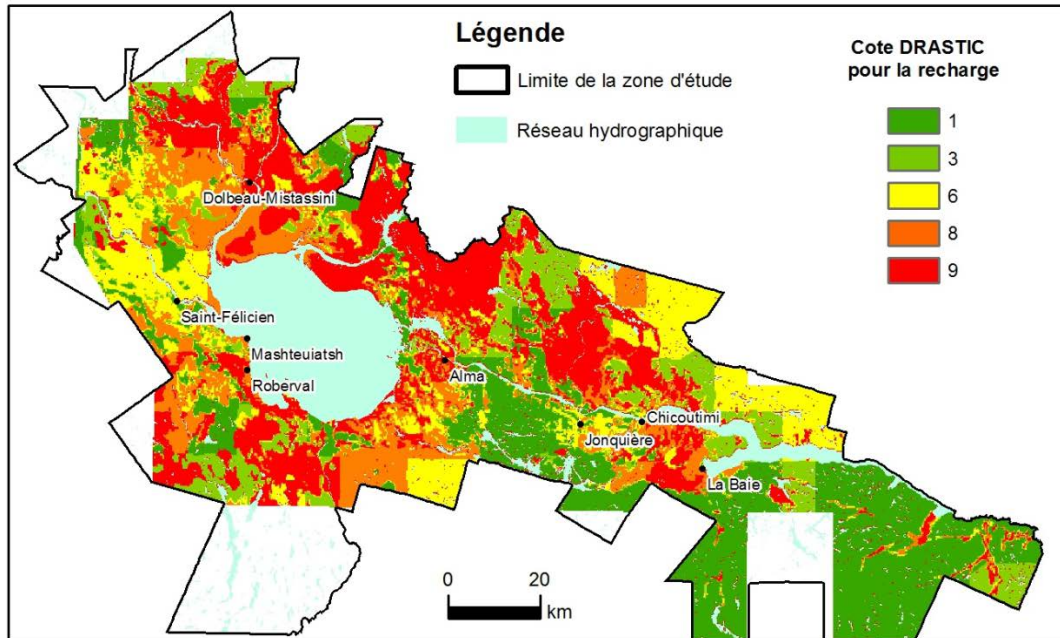 Légende
Limite de la zone d'étude
Réseau hydrographique
Cote DRASTIC
pour la recharge
1
3
6
8
9
Dolbeau-Mistassini
Saint-Félicien
Mashteuiatsh
Roberval
Alma
Chicoutimi
Jonquière
La Baie
0 20
km